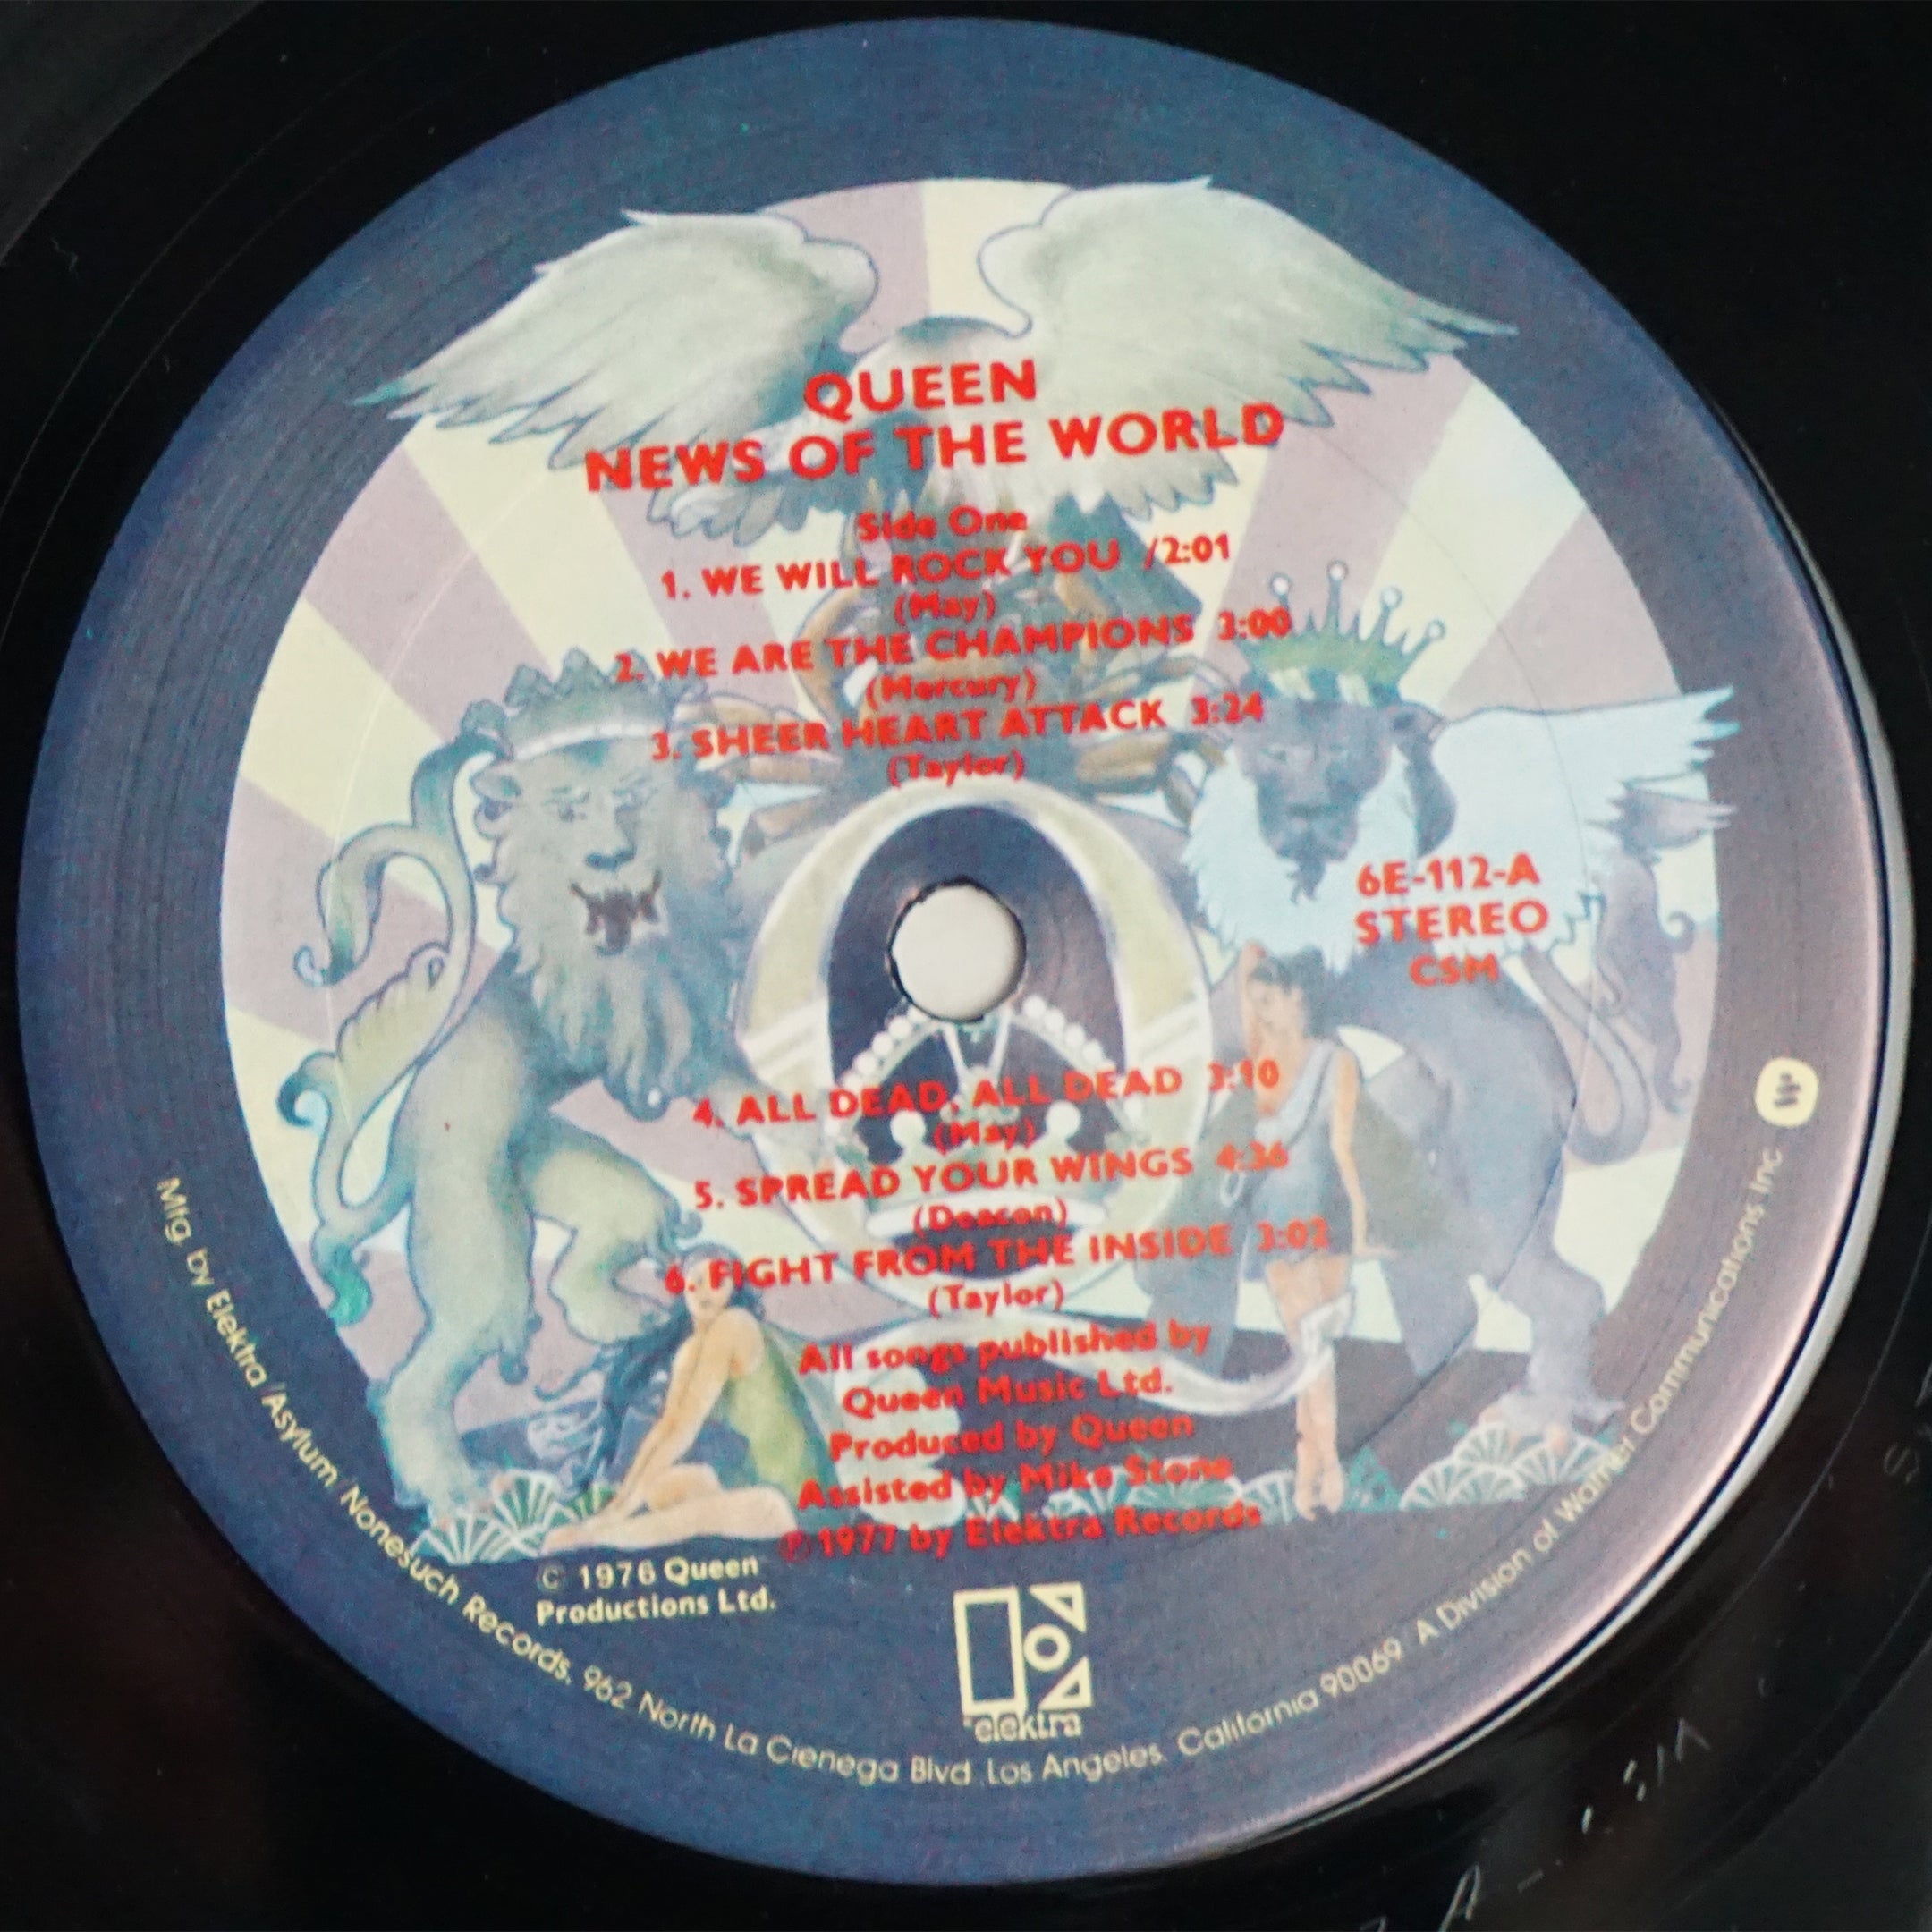 QUEEN
NEWS OF THE WORLD
Side One
1. WE WILL ROCK YOU /2:01
(May)
2. WE ARE THE CHAMPIONS 3:00
(Mercury)
3. SHEER HEART ATTACK 3:24
(Taylor)
6E-112-A
STEREO
CSM
4. ALL DEAD, ALL DEAD 3:10
(May)
5. SPREAD YOUR WINGS 4:36
(Deacon)
6. FIGHT FROM THE INSIDE 3:02
(Taylor)
All songs published by
Queen Music Ltd.
Produced by Queen
Assisted by Mike Stone
Ⓟ 1977 by Elektra Records
© 1976 Queen
Productions Ltd.
elektra
Mfg. by Elektra/Asylum/Nonesuch Records, 962 North La Cienega Blvd. Los Angeles, California 90069 A Division of Warner Communications Inc